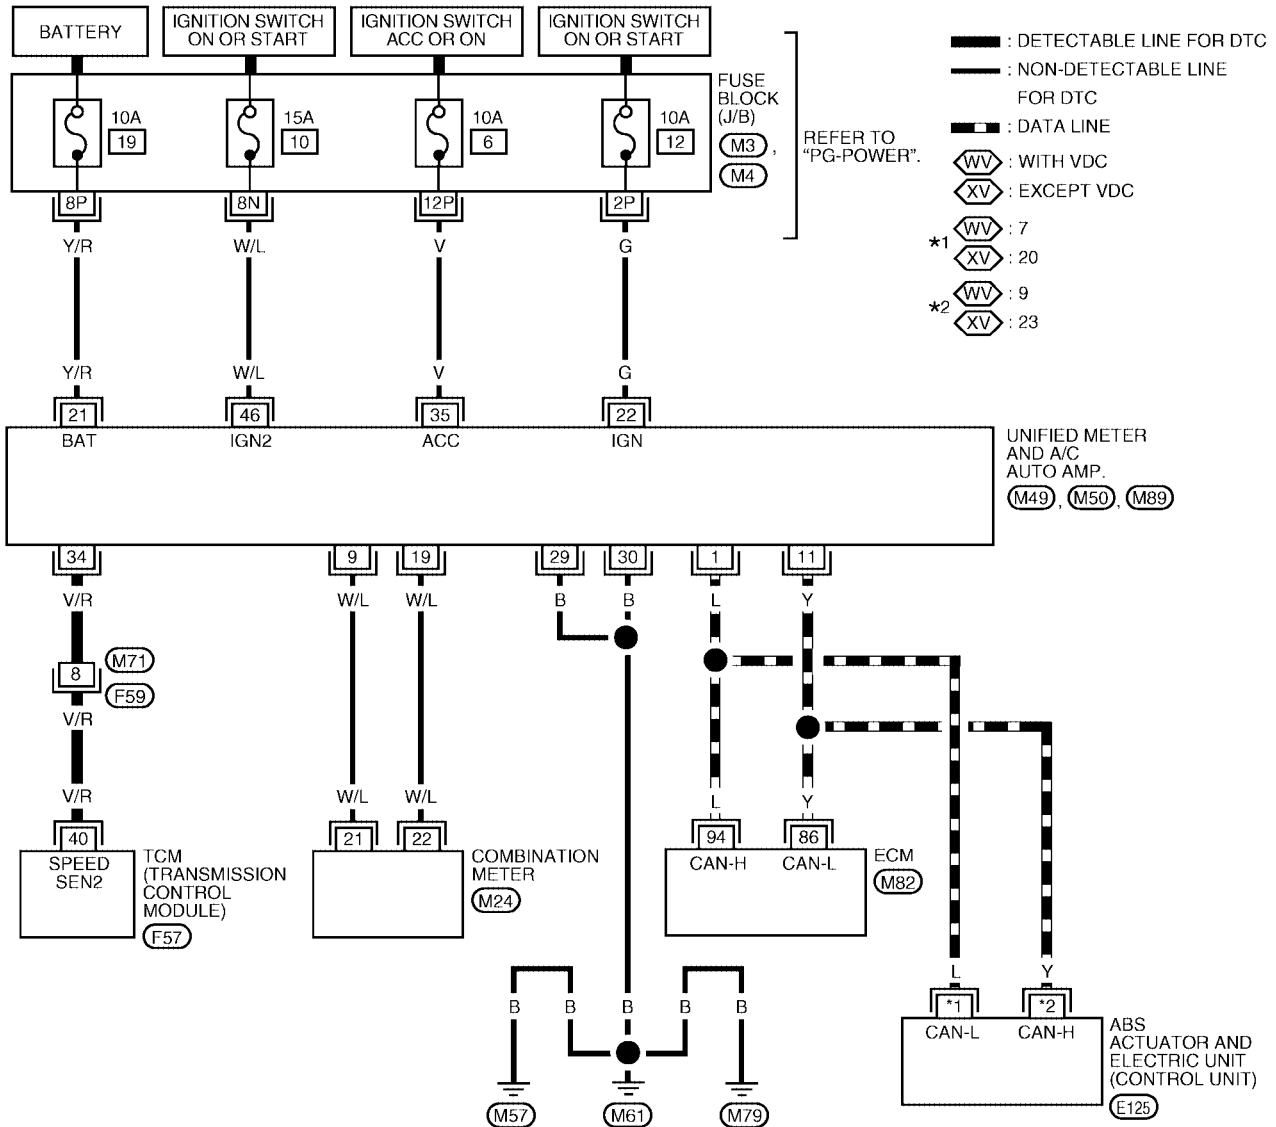 BATTERY
IGNITION SWITCH
ON OR START
IGNITION SWITCH
ACC OR ON
IGNITION SWITCH
ON OR START
10A
19
15A
10
10A
6
10A
12
FUSE
BLOCK
(J/B)
M3 ,
M4
REFER TO
"PG-POWER".
: DETECTABLE LINE FOR DTC
: NON-DETECTABLE LINE
FOR DTC
: DATA LINE
WV : WITH VDC
XV : EXCEPT VDC
*1
WV : 7
XV : 20
*2
WV : 9
XV : 23
8P
8N
12P
2P
Y/R
W/L
V
G
Y/R
W/L
V
G
21
46
35
22
BAT
IGN2
ACC
IGN
UNIFIED METER
AND A/C
AUTO AMP.
M49 , M50 , M89
34
9
19
29
30
1
11
V/R
W/L
W/L
B
B
L
Y
8
M71
F59
V/R
V/R
W/L
W/L
L
Y
40
21
22
94
86
SPEED
SEN2
TCM
(TRANSMISSION
CONTROL
MODULE)
F57
COMBINATION
METER
M24
CAN-H
CAN-L
ECM
M82
L
Y
B
B
B
B
B
*1
*2
CAN-L
CAN-H
ABS
ACTUATOR AND
ELECTRIC UNIT
(CONTROL UNIT)
E125
M57
M61
M79